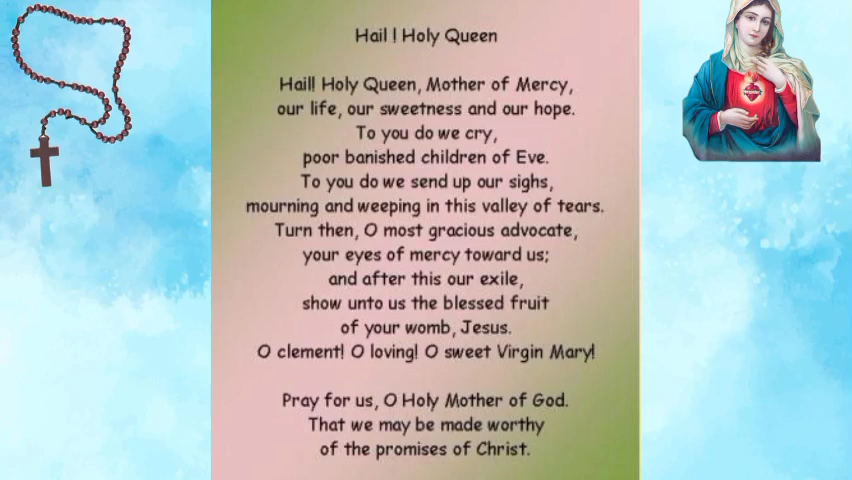 Hail ! Holy Queen
Hail! Holy Queen, Mother of Mercy,
our life, our sweetness and our hope.
To you do we cry,
poor banished children of Eve.
To you do we send up our sighs,
mourning and weeping in this valley of tears.
Turn then, O most gracious advocate,
your eyes of mercy toward us;
and after this our exile,
show unto us the blessed fruit
of your womb, Jesus.
O clement! O loving! O sweet Virgin Mary!
Pray for us, O Holy Mother of God.
That we may be made worthy
of the promises of Christ.